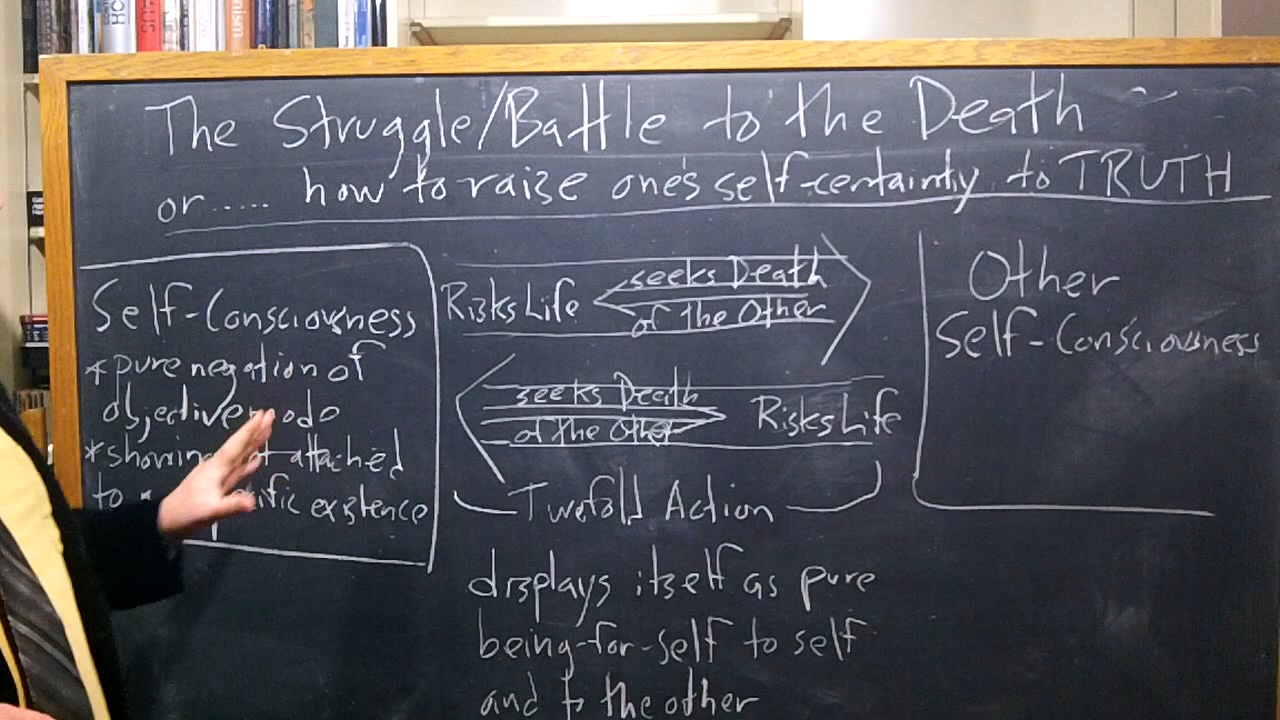 The Struggle/Battle to the Death
or..... how to raise one's self-certainty to TRUTH
Self-Consciousness
*pure negation of
objective mode
*showing not attached
to specific existence
Risks Life
seeks Death
of the Other
seeks Death
of the Other
Risks Life
Twofold Action
displays itself as pure
being-for-self to self
and to the other
Other
Self-Consciousness